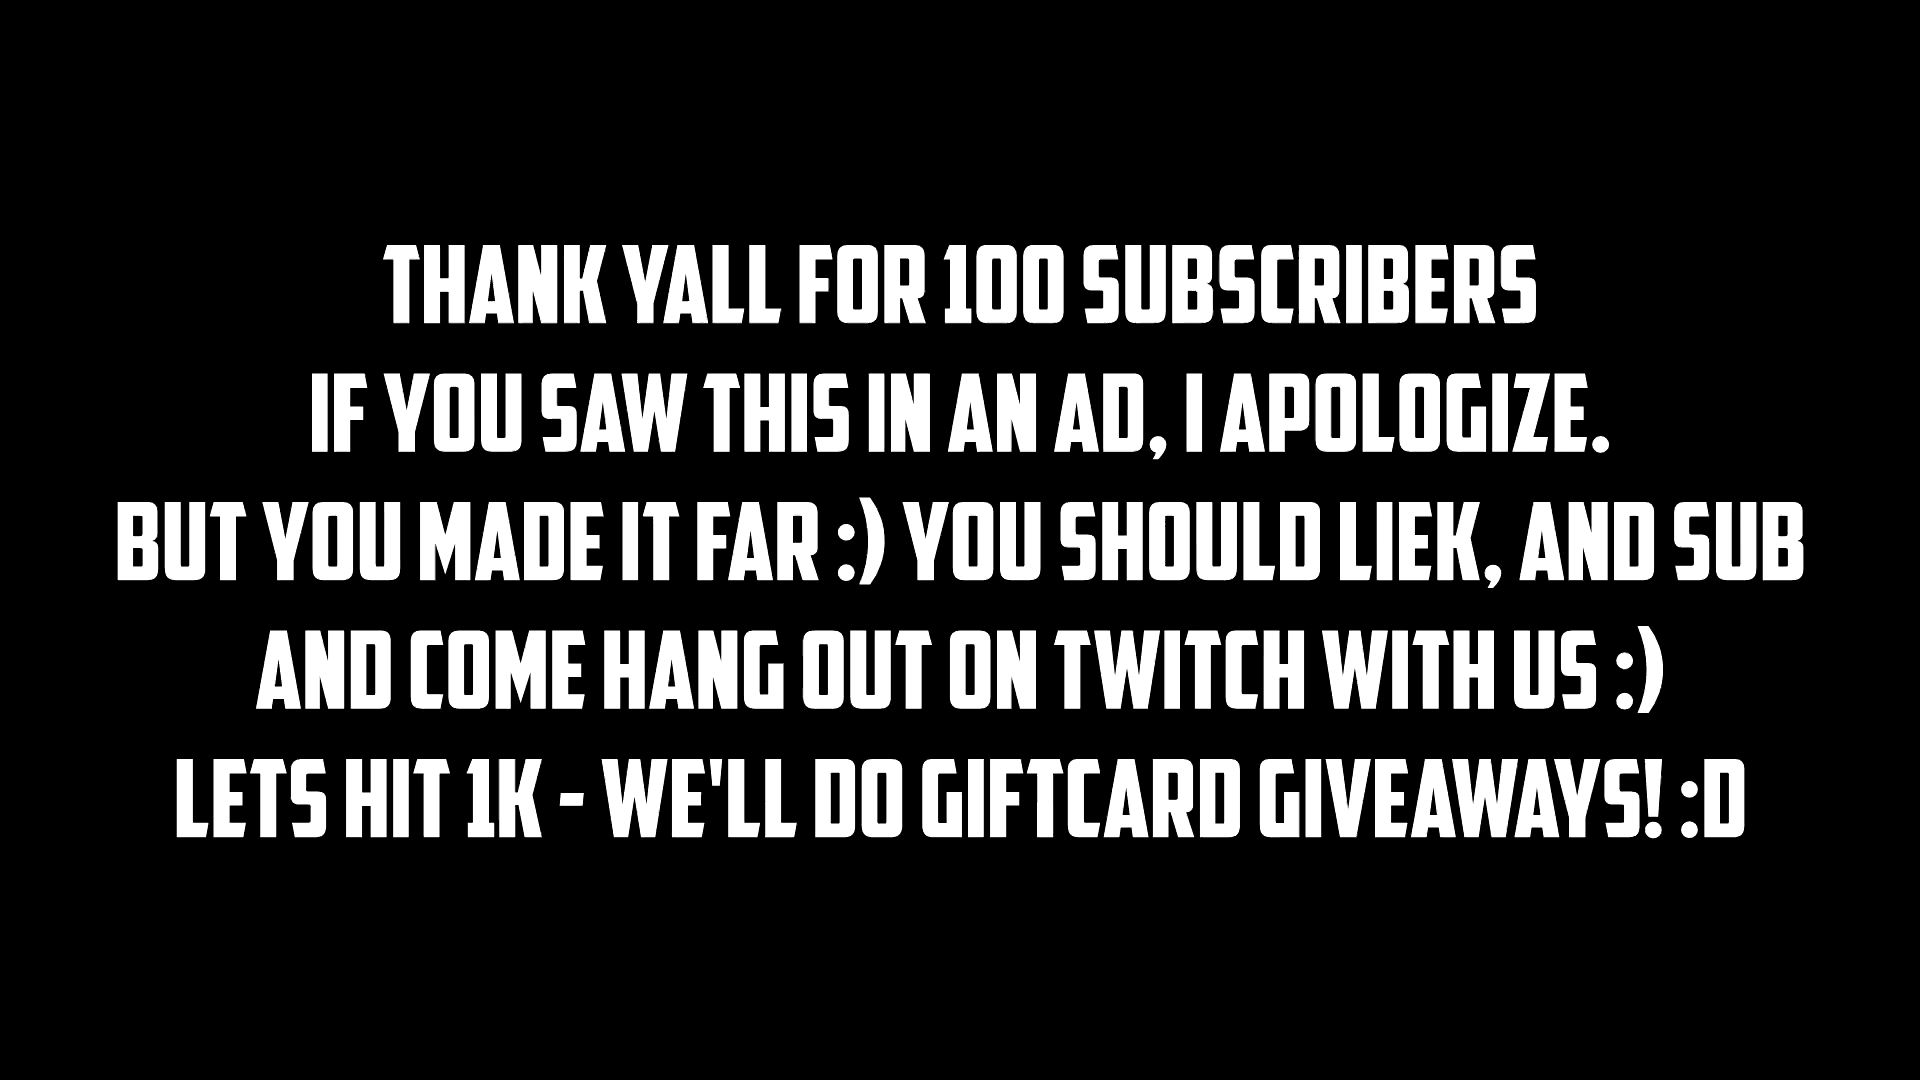 THANK YALL FOR 100 SUBSCRIBERS
IF YOU SAW THIS IN AN AD, I APOLOGIZE.
BUT YOU MADE IT FAR :) YOU SHOULD LIEK, AND SUB
AND COME HANG OUT ON TWITCH WITH US :)
LETS HIT 1K - WE'LL DO GIFTCARD GIVEAWAYS! :D